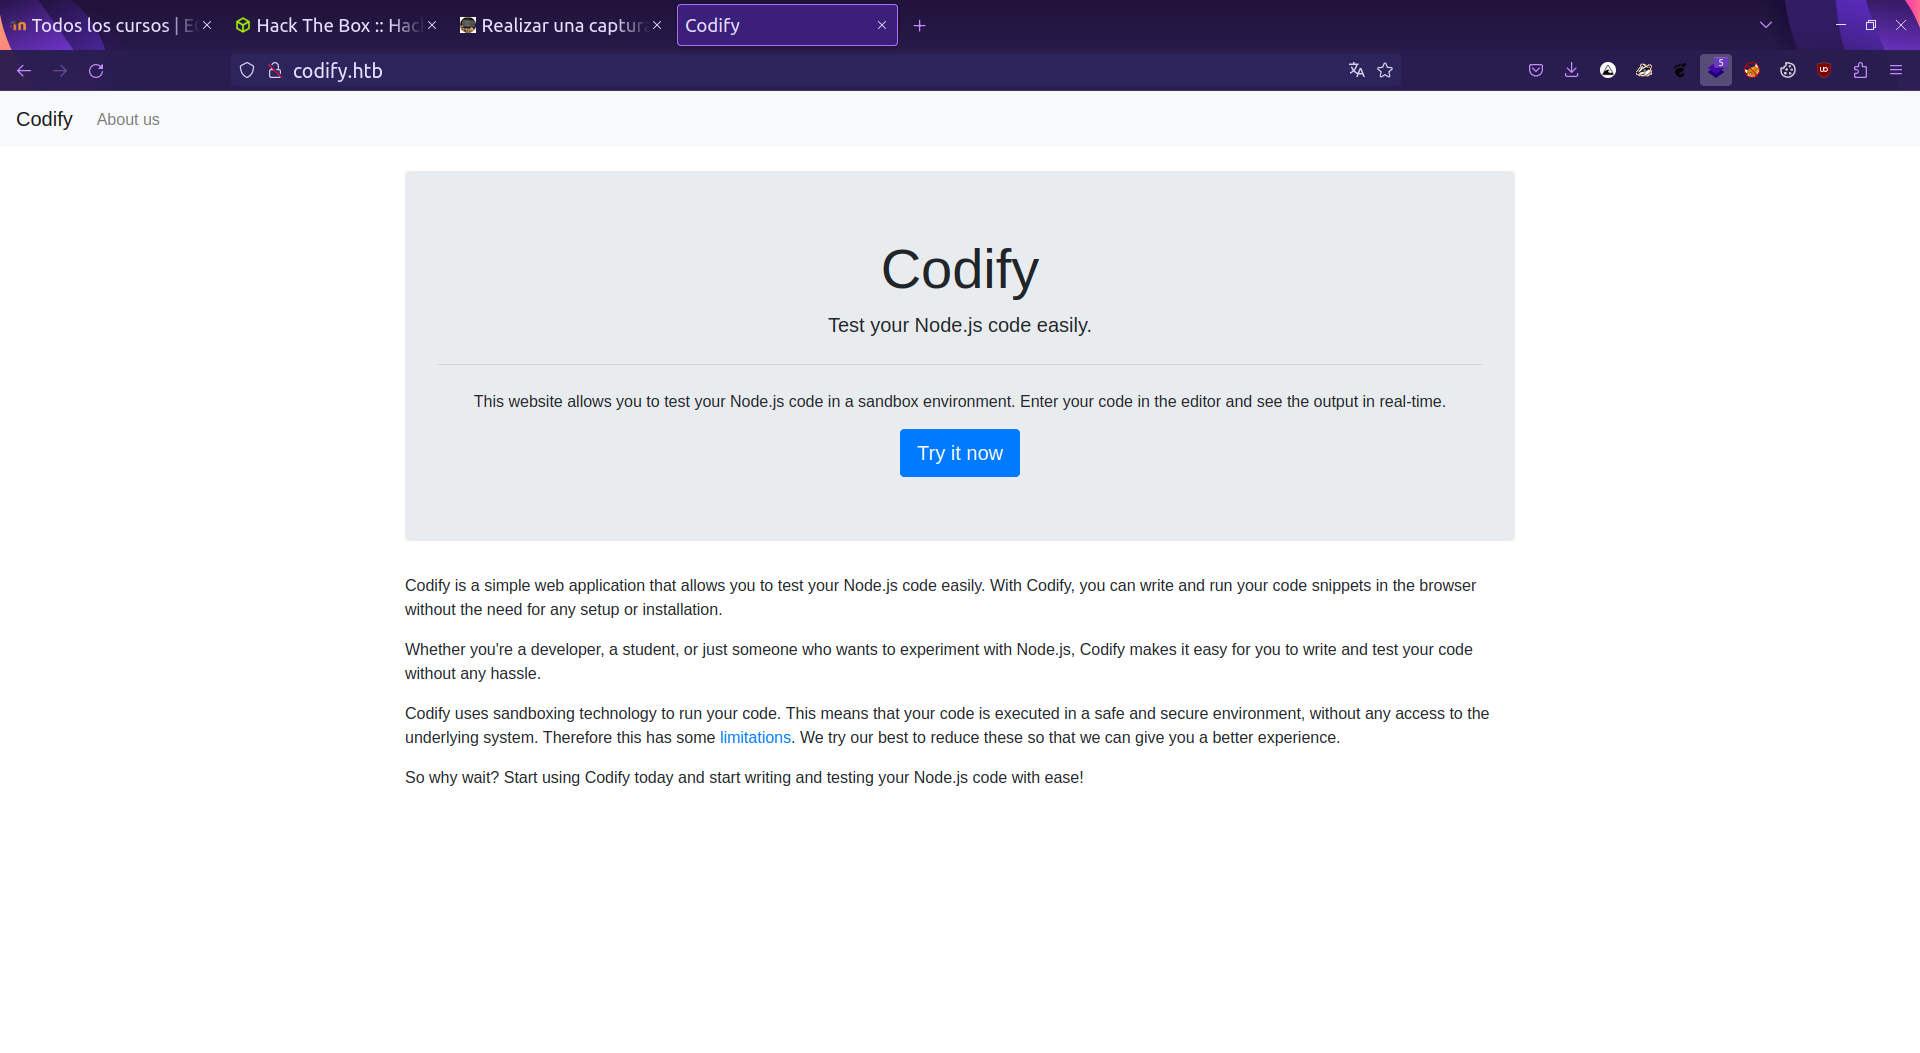 Todos los cursos | E
Hack The Box :: Hac
Realizar una captura
Codify
codify.htb
5
Codify
About us
Codify
Test your Node.js code easily.
This website allows you to test your Node.js code in a sandbox environment. Enter your code in the editor and see the output in real-time.
Try it now
Codify is a simple web application that allows you to test your Node.js code easily. With Codify, you can write and run your code snippets in the browser
without the need for any setup or installation.
Whether you're a developer, a student, or just someone who wants to experiment with Node.js, Codify makes it easy for you to write and test your code
without any hassle.
Codify uses sandboxing technology to run your code. This means that your code is executed in a safe and secure environment, without any access to the
underlying system. Therefore this has some limitations. We try our best to reduce these so that we can give you a better experience.
So why wait? Start using Codify today and start writing and testing your Node.js code with ease!